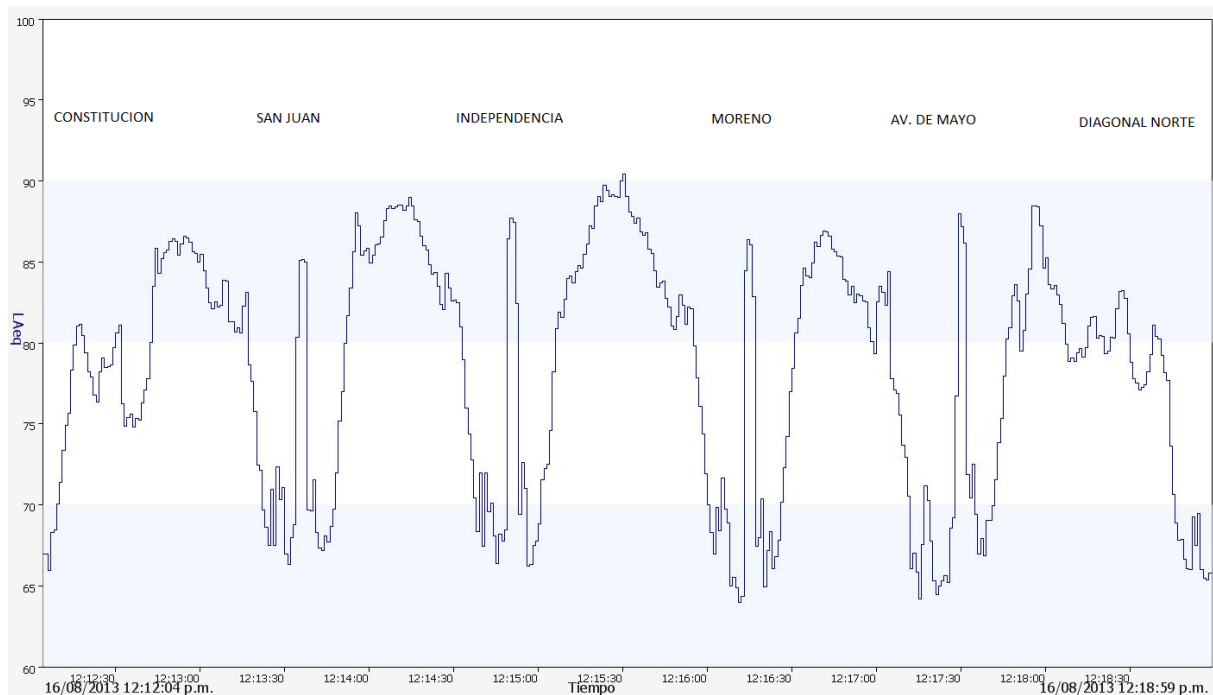 100
95
CONSTITUCION SAN JUAN INDEPENDENCIA MORENO AV. DE MAYO DIAGONAL NORTE
90
85
LAeq
80
75
70
65
60
12:12:30 12:13:00 12:13:30 12:14:00 12:14:30 12:15:00 12:15:30 12:16:00 12:16:30 12:17:00 12:17:30 12:18:00 12:18:30
16/08/2013 12:12:04 p.m. Tiempo 16/08/2013 12:18:59 p.m.